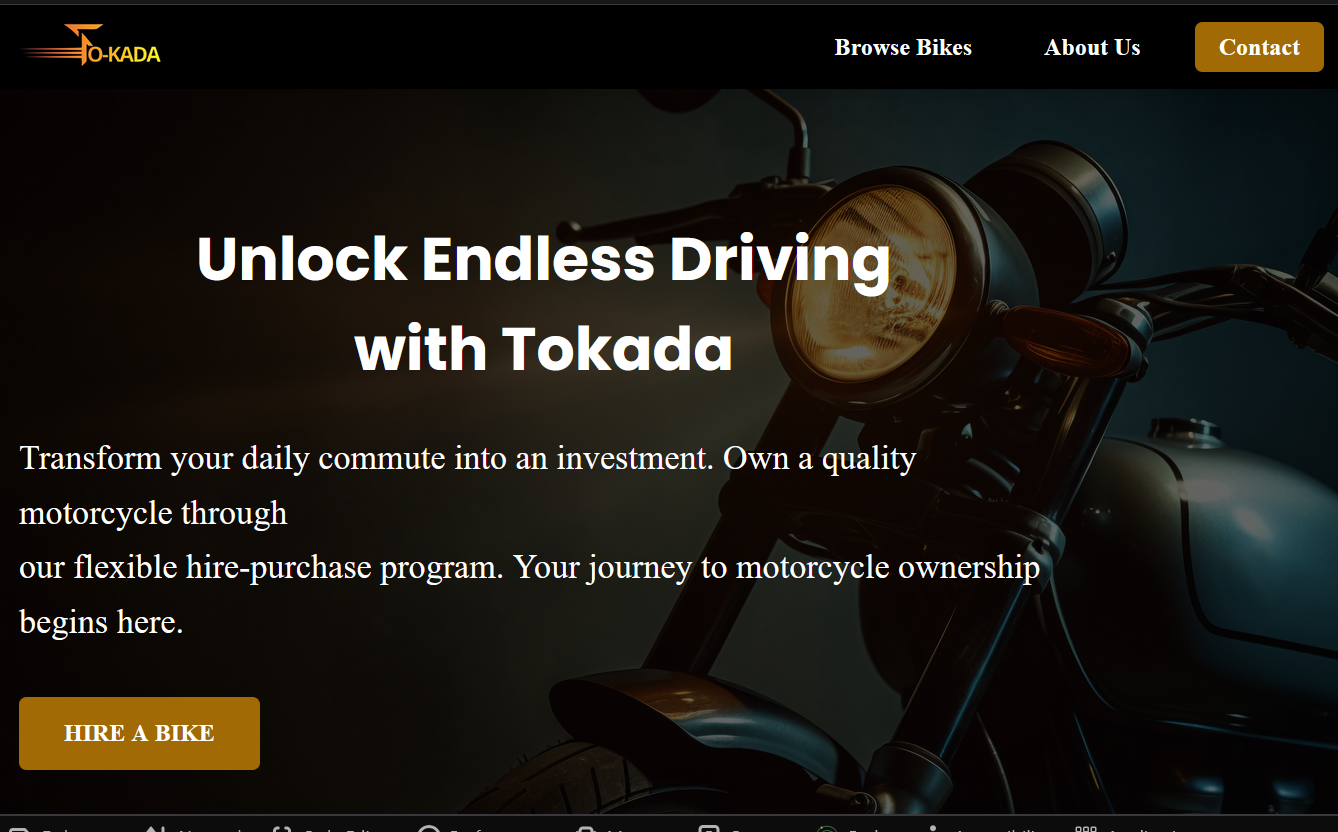 TO-KADA
Browse Bikes
About Us
Contact
Unlock Endless Driving
with Tokada
Transform your daily commute into an investment. Own a quality
motorcycle through
our flexible hire-purchase program. Your journey to motorcycle ownership
begins here.
HIRE A BIKE